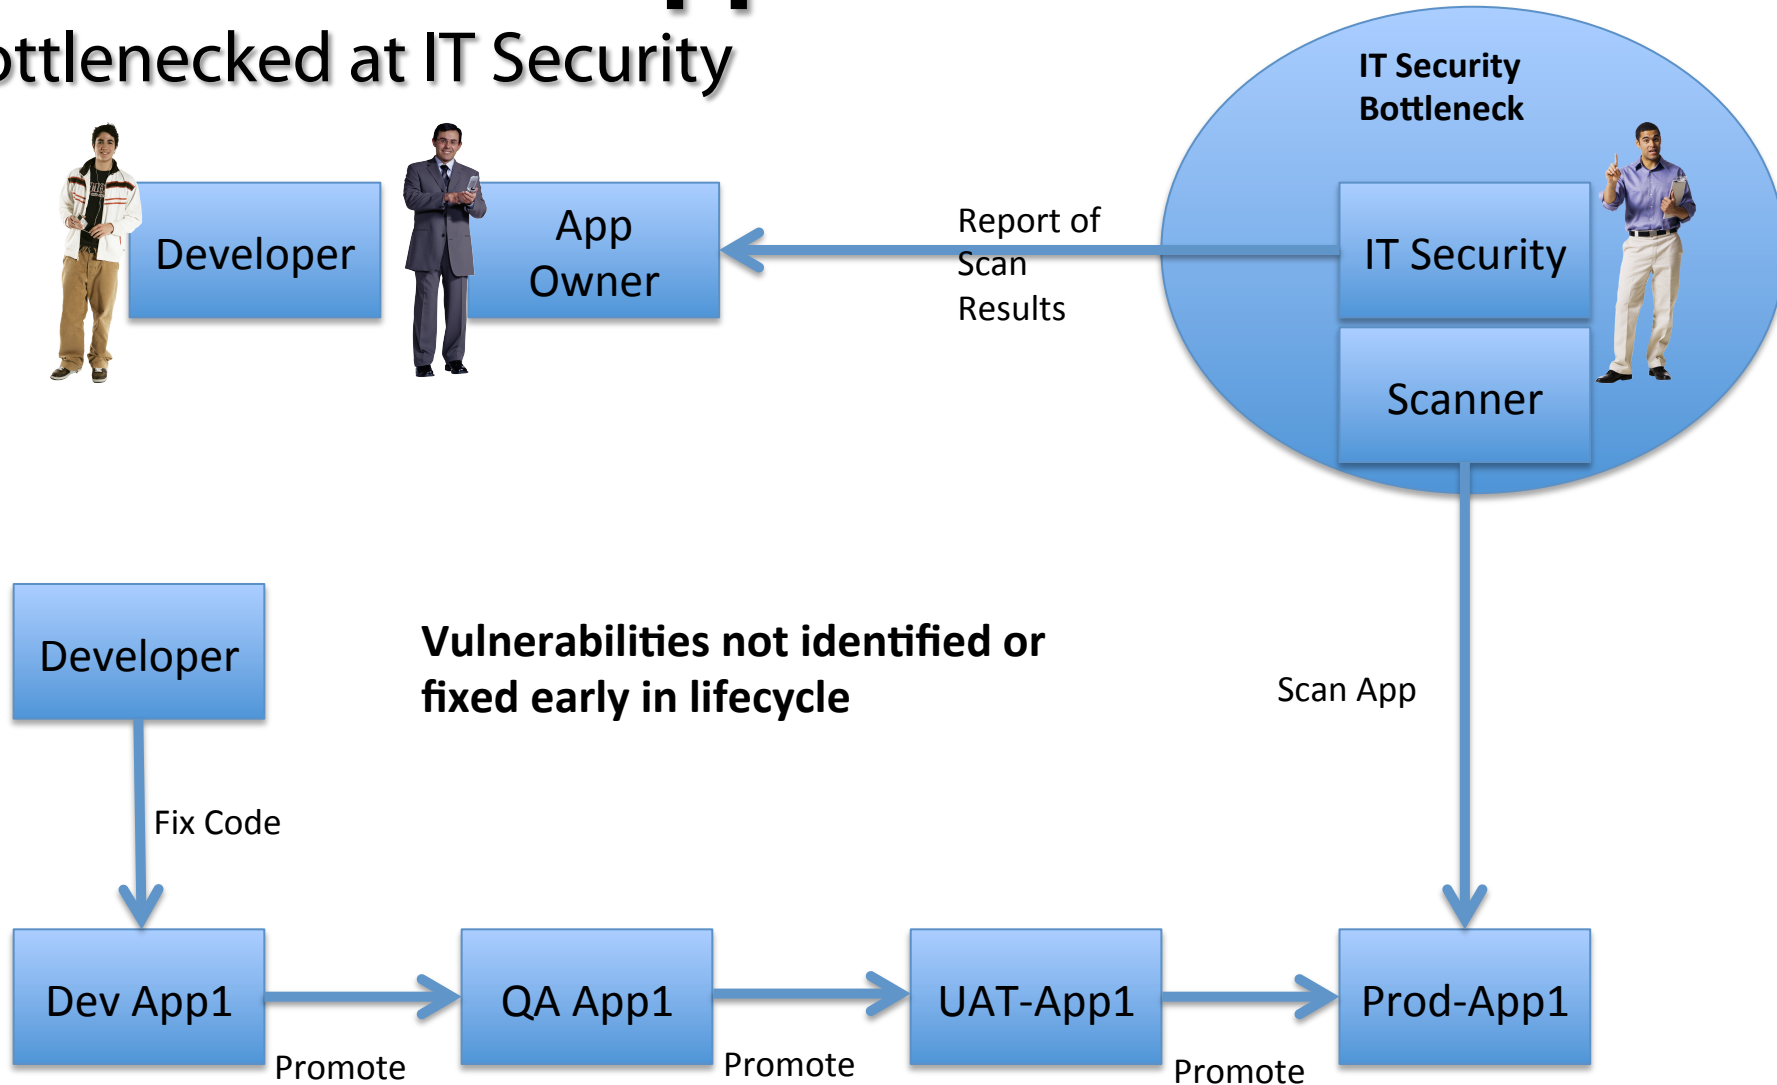 ottlenecked at IT Security
IT Security
Bottleneck
Developer
App
Owner
Report of
Scan
Results
IT Security
Scanner
Developer
Vulnerabilities not identified or
fixed early in lifecycle
Scan App
Fix Code
Dev App1
QA App1
UAT-App1
Prod-App1
Promote
Promote
Promote